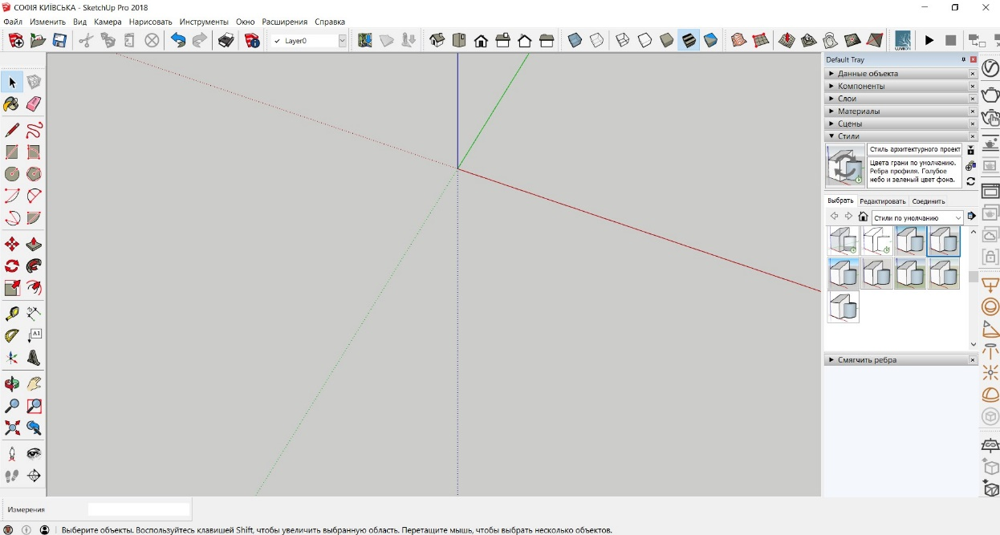 СОФІЯ КИЇВСЬКА - SketchUp Pro 2018
Файл Изменить Вид Камера Нарисовать Инструменты Окно Расширения Справка
Layer0
LUMION
Default Tray
Данные объекта
Компоненты
Слои
Материалы
Сцены
Стили
Стиль архитектурного проект
Цвета грани по умолчанию.
Ребра профиля. Голубое
небо и зеленый цвет фона.
Выбрать Редактировать Соединить
Стили по умолчанию
A1
Смягчить ребра
Измерения
Выберите объекты. Воспользуйтесь клавишей Shift, чтобы увеличить выбранную область. Перетащите мышь, чтобы выбрать несколько объектов.